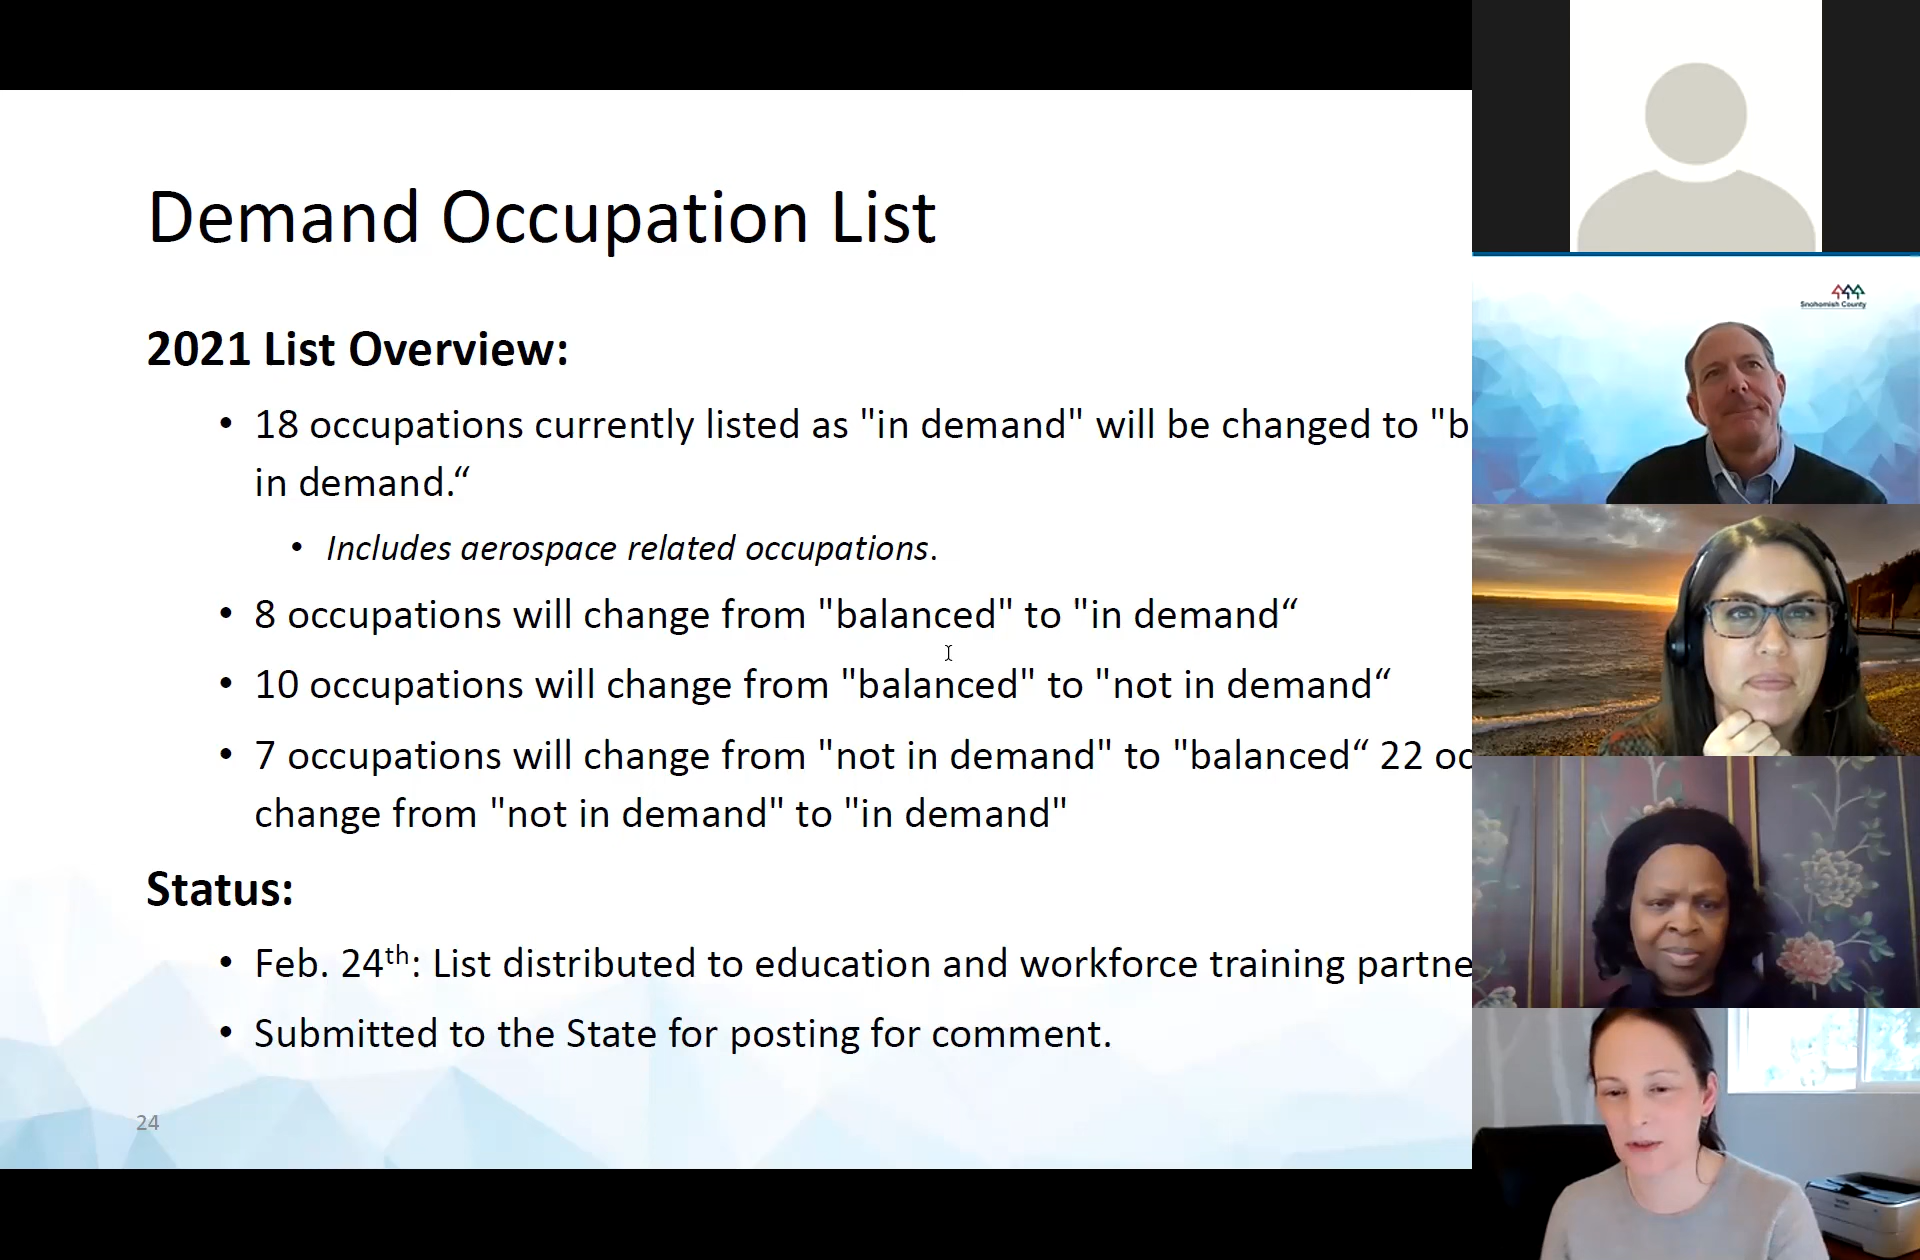 Demand Occupation List
2021 List Overview:
• 18 occupations currently listed as "in demand" will be changed to "b
in demand.“
• Includes aerospace related occupations.
• 8 occupations will change from "balanced" to "in demand“
• 10 occupations will change from "balanced" to "not in demand“
• 7 occupations will change from "not in demand" to "balanced“ 22 oc
change from "not in demand" to "in demand"
Status:
• Feb. 24th: List distributed to education and workforce training partne
• Submitted to the State for posting for comment.
24
Snohomish County